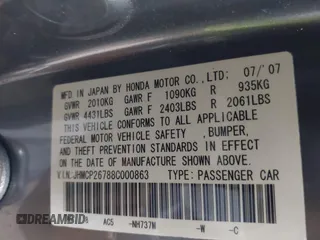 MFD. IN JAPAN BY HONDA MOTOR CO.,LTD: 07/'07
GVWR 2010KG GAWR F 1090KG R 935KG
GVWR 4431LBS GAWR F 2403LBS R 2061LBS
THIS VEHICLE CONFORMS TO ALL APPLICABLE
FEDERAL MOTOR VEHICLE SAFETY , BUMPER,
AND THEFT PREVENTION STANDARDS IN EFFECT
ON THE DATE OF MANUFACTURE SHOWN ABOVE.
V.I.N:JHMCP26788C000863 TYPE: PASSENGER CAR
AC5 -NH737M -W -C
DREAMBID